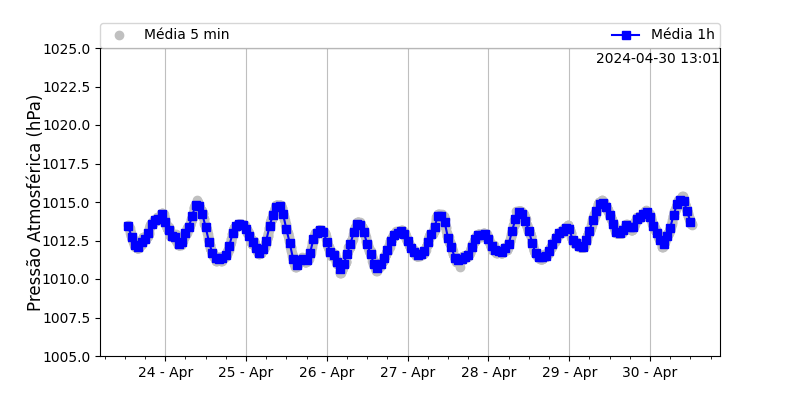 Média 5 min
Média 1h
2024-04-30 13:01
Pressão Atmosférica (hPa)
1025.0
1022.5
1020.0
1017.5
1015.0
1012.5
1010.0
1007.5
1005.0
24 - Apr
25 - Apr
26 - Apr
27 - Apr
28 - Apr
29 - Apr
30 - Apr